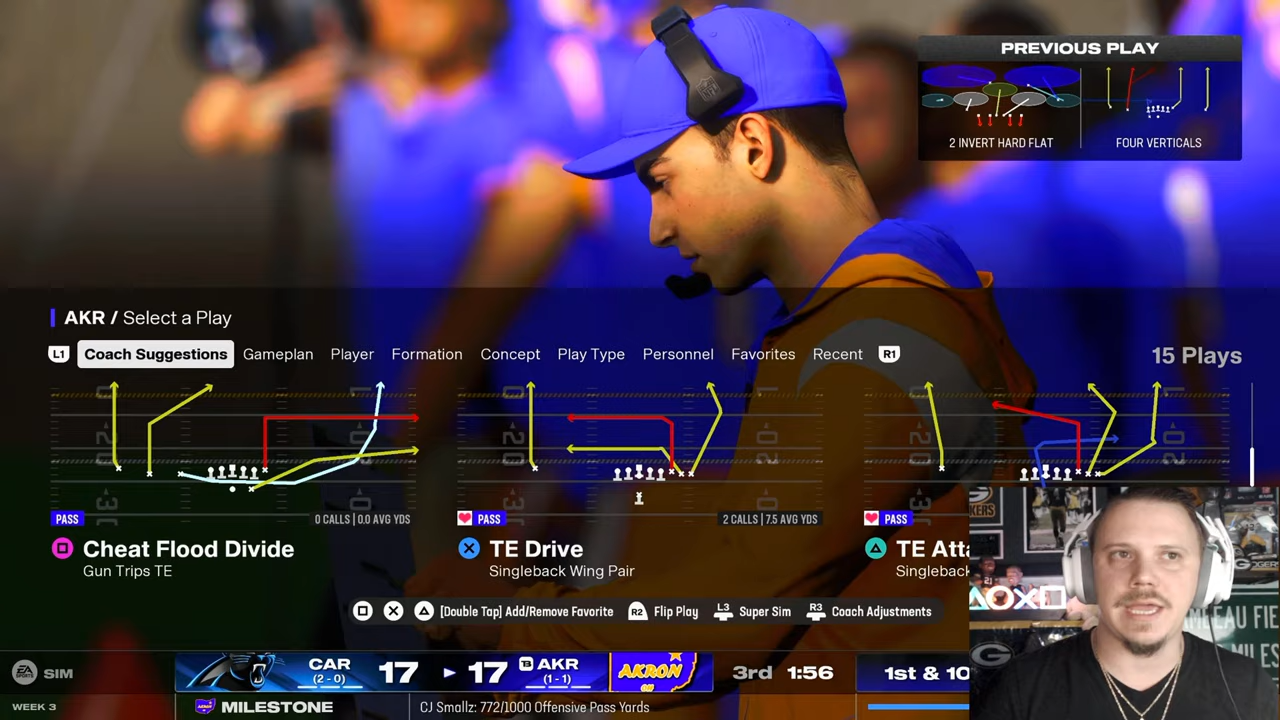 PREVIOUS PLAY
2 INVERT HARD FLAT
FOUR VERTICALS
AKR / Select a Play
L1 Coach Suggestions Gameplan Player Formation Concept Play Type Personnel Favorites Recent R1
15 Plays
PASS
0 CALLS | 0.0 AVG YDS
PASS
2 CALLS | 7.5 AVG YDS
PASS
Cheat Flood Divide
Gun Trips TE
TE Drive
Singleback Wing Pair
TE Atta
Singleback
[Double Tap] Add/Remove Favorite R2 Flip Play L3 Super Sim R3 Coach Adjustments
EA SPORTS SIM
CAR
(2 - 0)
17
17
AKR
(1 - 1)
AKRON
3rd 1:56
1st & 10
WEEK 3
MILESTONE
CJ Smallz: 772/1000 Offensive Pass Yards